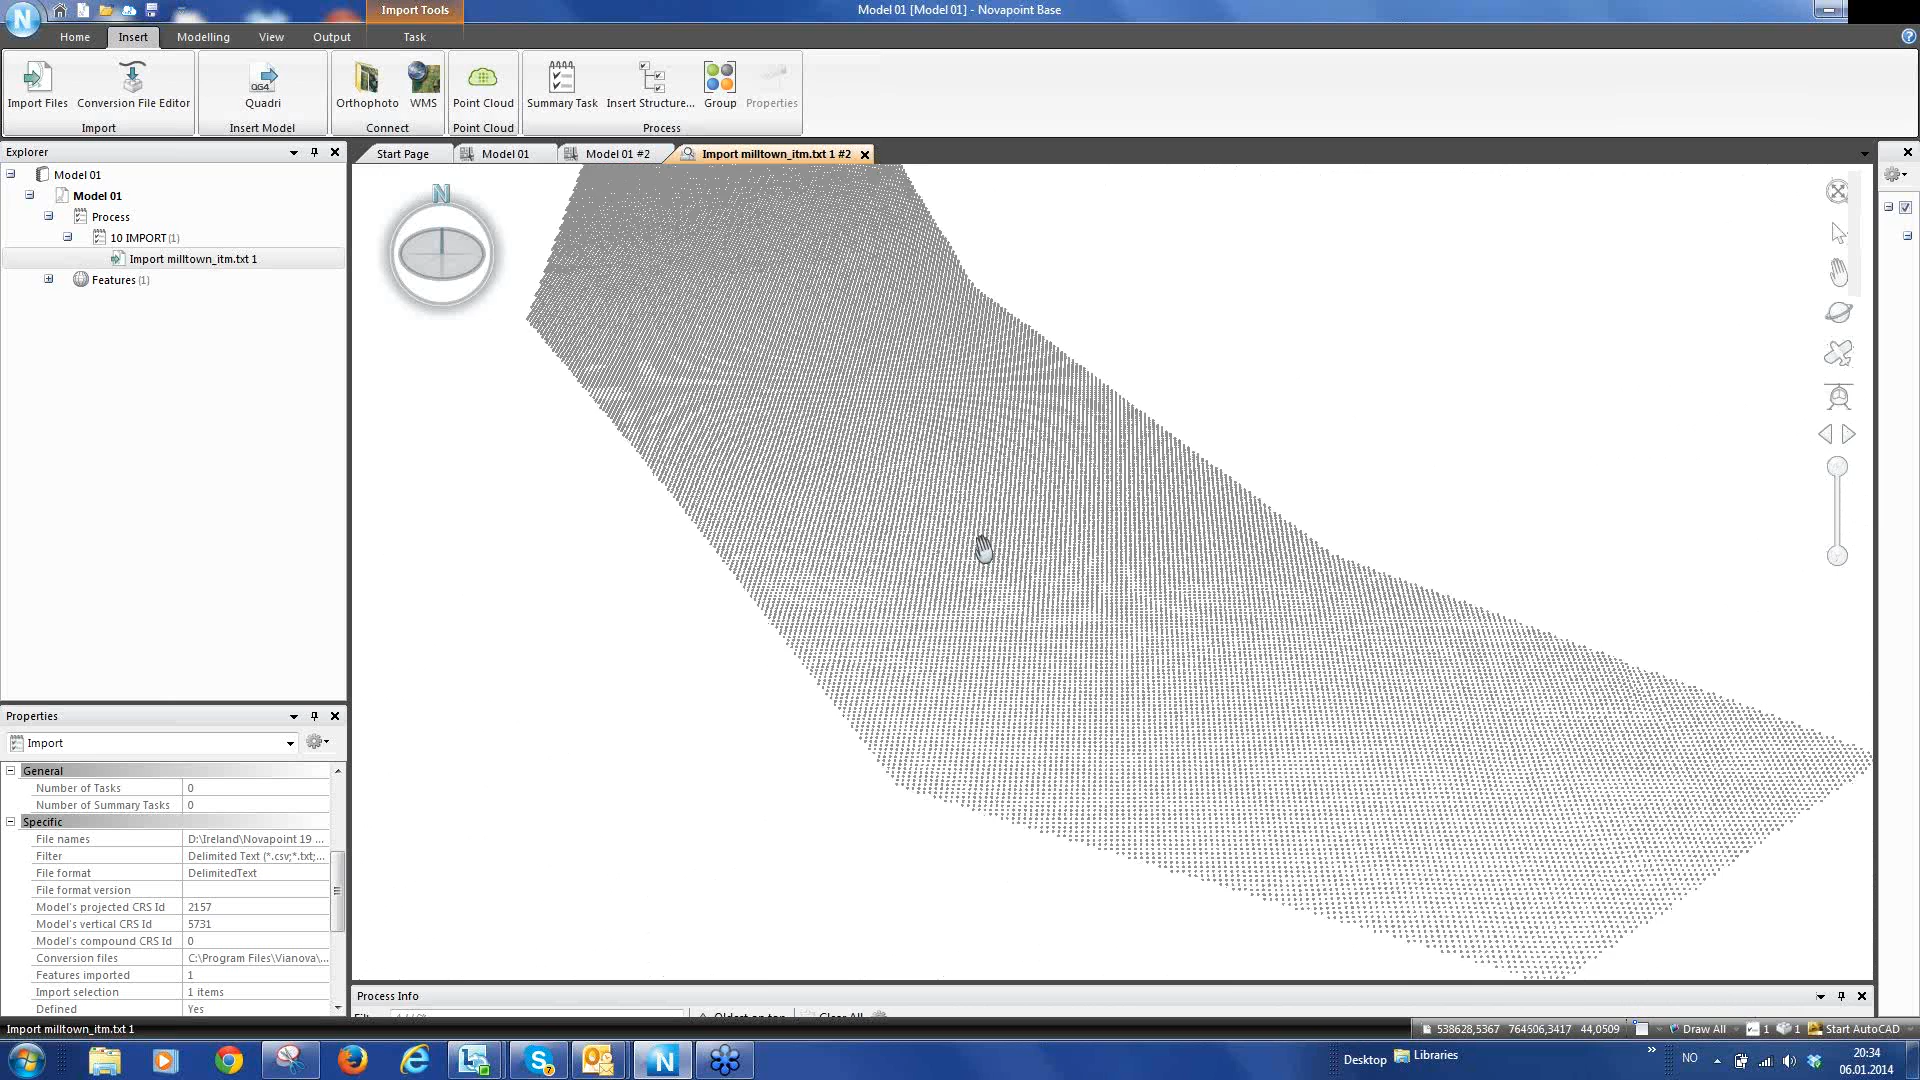 Import Tools
Model 01 [Model 01] - Novapoint Base
Home Insert Modelling View Output Task
Import Files Conversion File Editor Quadri Orthophoto WMS Point Cloud Summary Task Insert Structure... Group Properties
Import Insert Model Connect Point Cloud Process
Explorer
Start Page Model 01 Model 01 #2 Import milltown_itm.txt 1 #2
Model 01
Model 01
Process
10 IMPORT (1)
Import milltown_itm.txt 1
Features (1)
N
Properties
Import
General
Number of Tasks 0
Number of Summary Tasks 0
Specific
File names D:\Ireland\Novapoint 19 ...
Filter Delimited Text (*.csv;*.txt;...
File format DelimitedText
File format version
Model's projected CRS Id 2157
Model's vertical CRS Id 5731
Model's compound CRS Id 0
Conversion files C:\Program Files\Vianova\...
Features imported 1
Import selection 1 items
Defined Yes
Process Info
Oldest on top Clear All
Import milltown_itm.txt 1
538628,5367 764506,3417 44,0509 Draw All 1 1 Start AutoCAD
Desktop Libraries » NO 20:34
06.01.2014